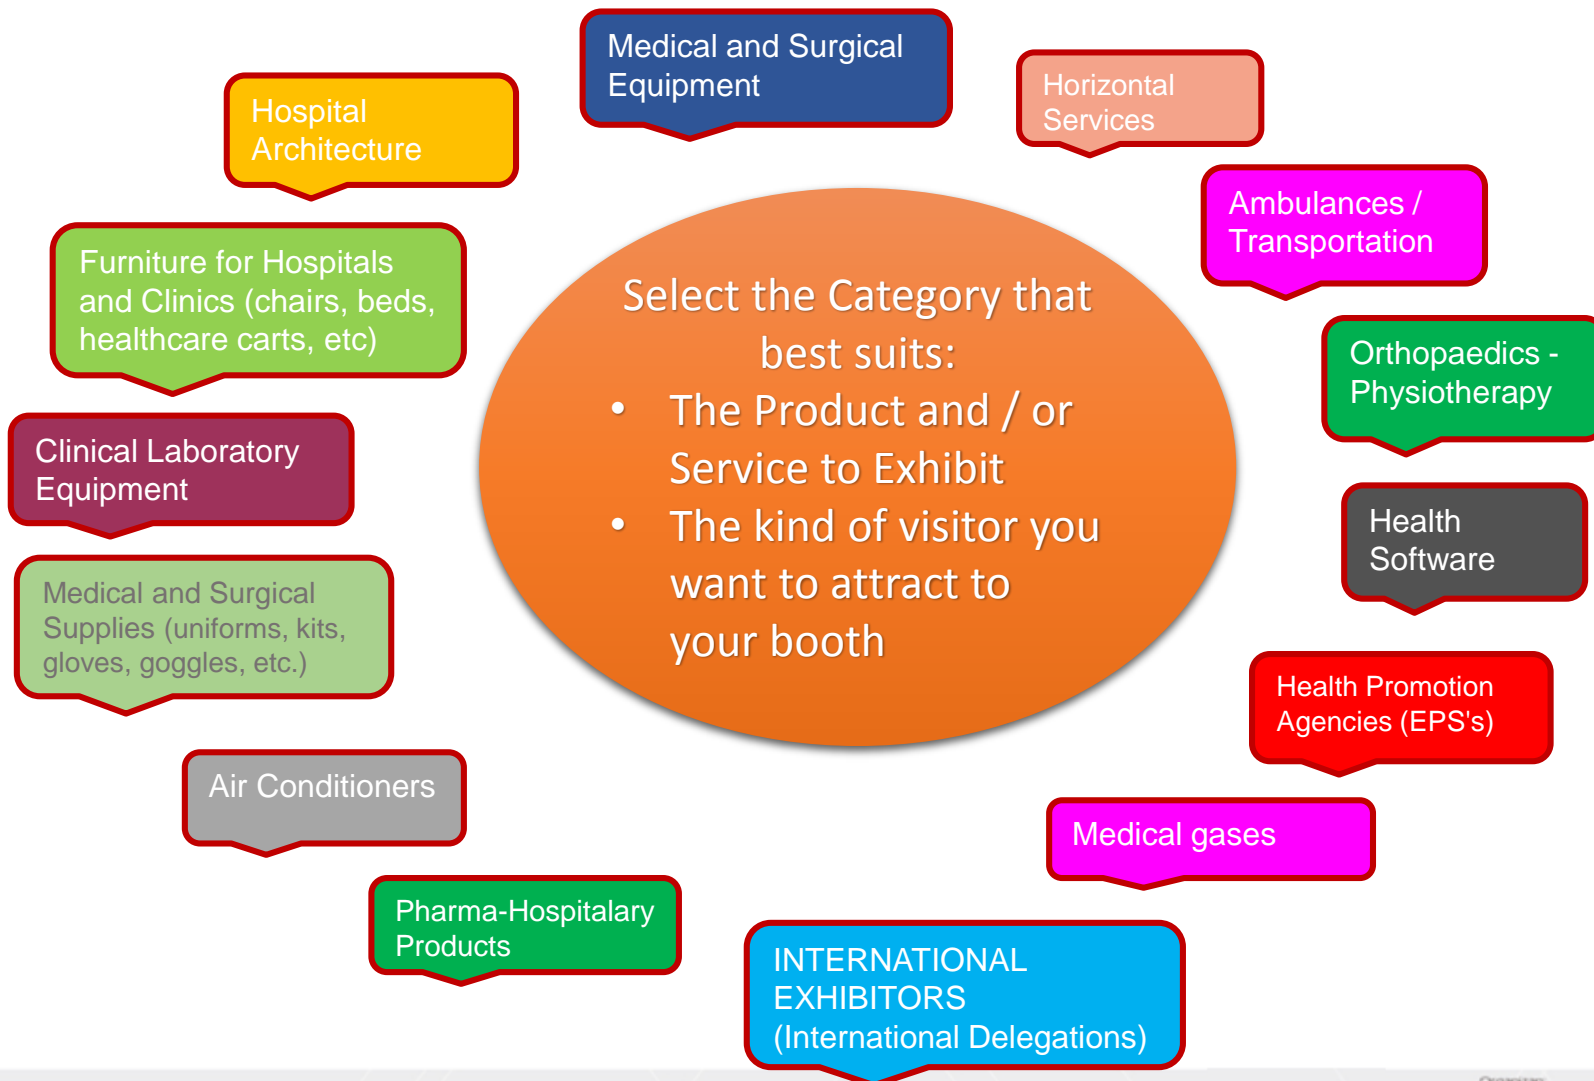 Medical and Surgical
Equipment
Horizontal
Services
Hospital
Architecture
Ambulances /
Transportation
Furniture for Hospitals
and Clinics (chairs, beds,
healthcare carts, etc)
Select the Category that
best suits:
• The Product and / or
Service to Exhibit
• The kind of visitor you
want to attract to
your booth
Orthopaedics -
Physiotherapy
Clinical Laboratory
Equipment
Health
Software
Medical and Surgical
Supplies (uniforms, kits,
gloves, goggles, etc.)
Health Promotion
Agencies (EPS's)
Air Conditioners
Medical gases
Pharma-Hospitalary
Products
INTERNATIONAL
EXHIBITORS
(International Delegations)